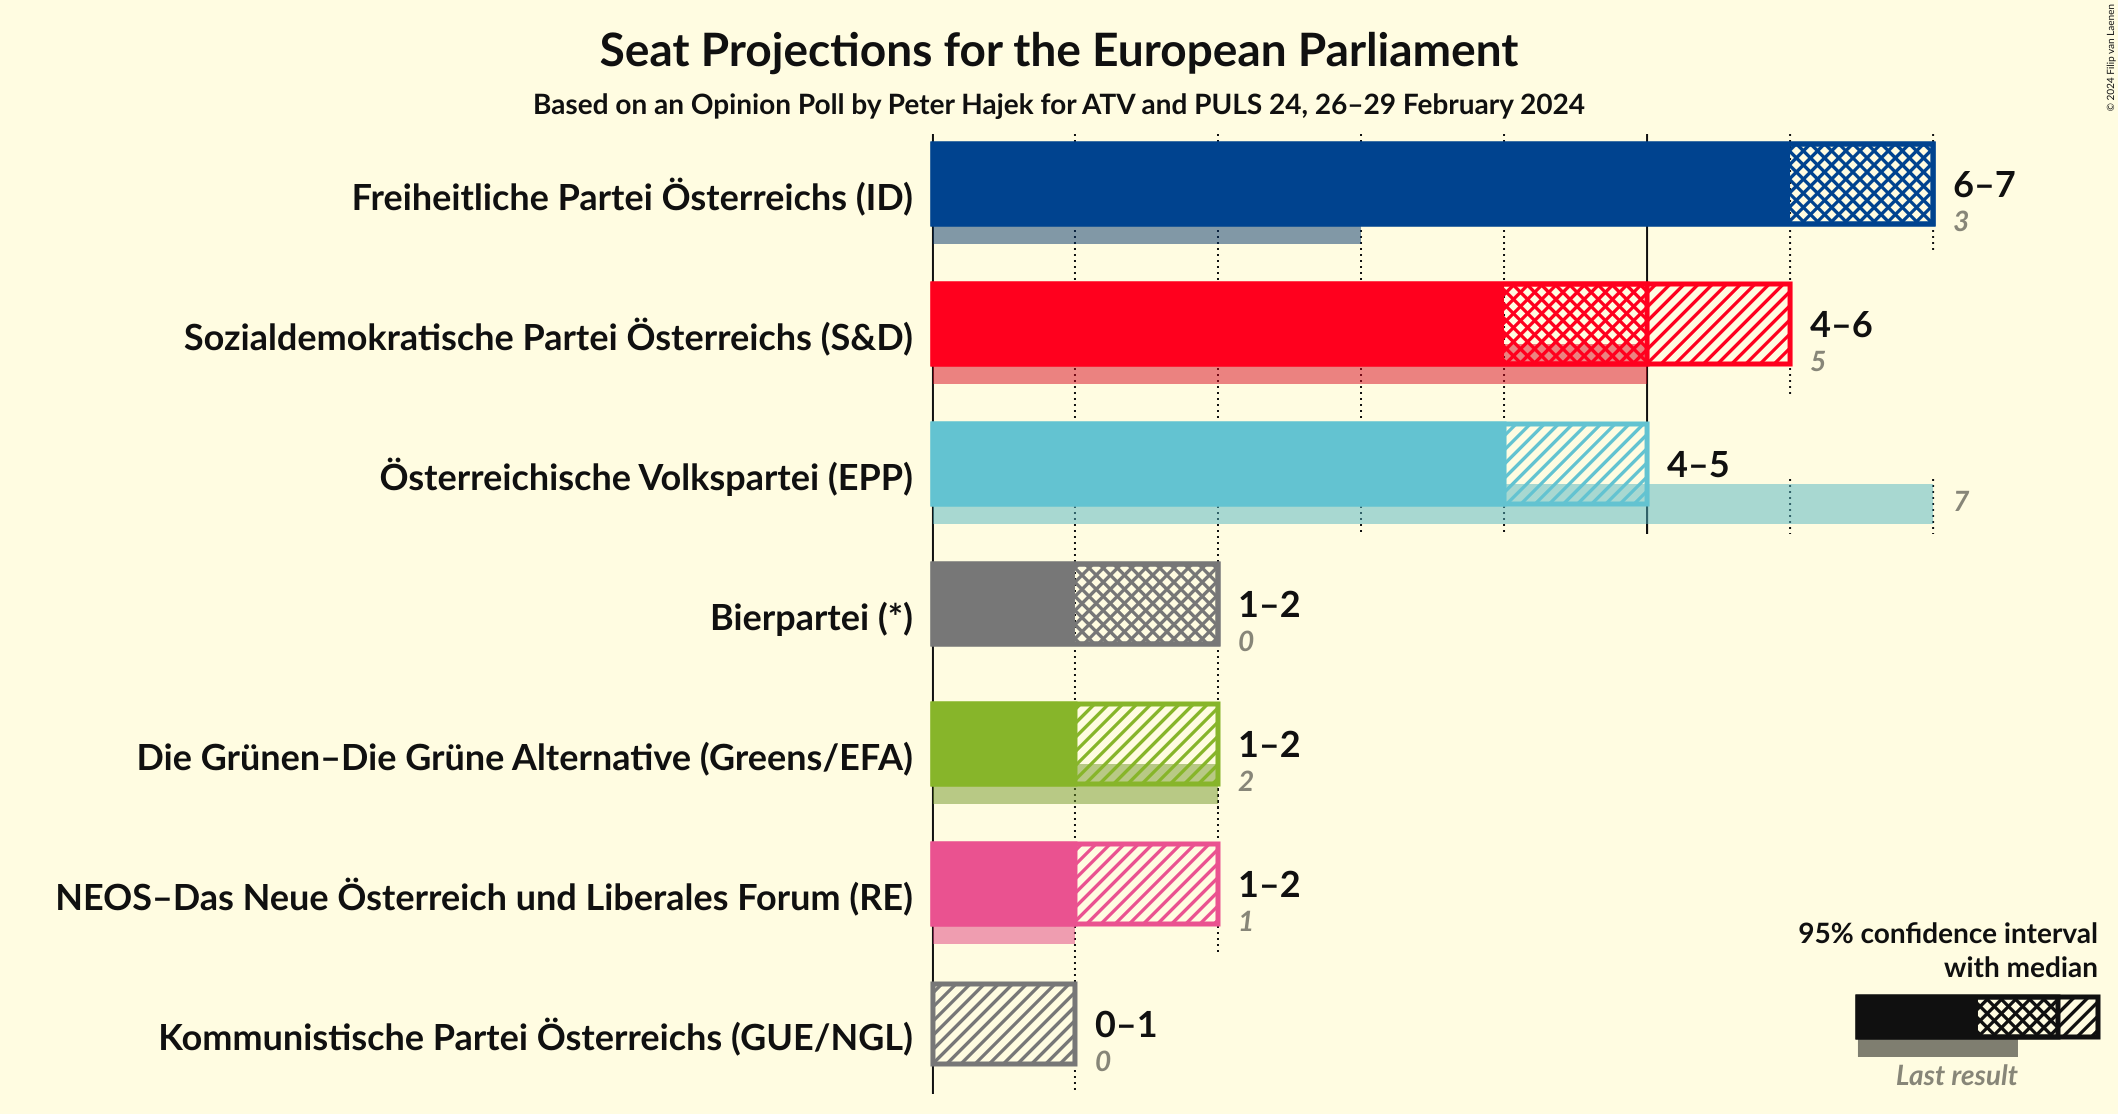 Seat Projections for the European Parliament
Based on an Opinion Poll by Peter Hajek for ATV and PULS 24, 26–29 February 2024
© 2024 Filip van Laenen
Freiheitliche Partei Österreichs (ID)
6–7
3
Sozialdemokratische Partei Österreichs (S&D)
4–6
5
Österreichische Volkspartei (EPP)
4–5
7
Bierpartei (*)
1–2
0
Die Grünen–Die Grüne Alternative (Greens/EFA)
1–2
2
NEOS–Das Neue Österreich und Liberales Forum (RE)
1–2
1
Kommunistische Partei Österreichs (GUE/NGL)
0–1
0
95% confidence interval
with median
Last result